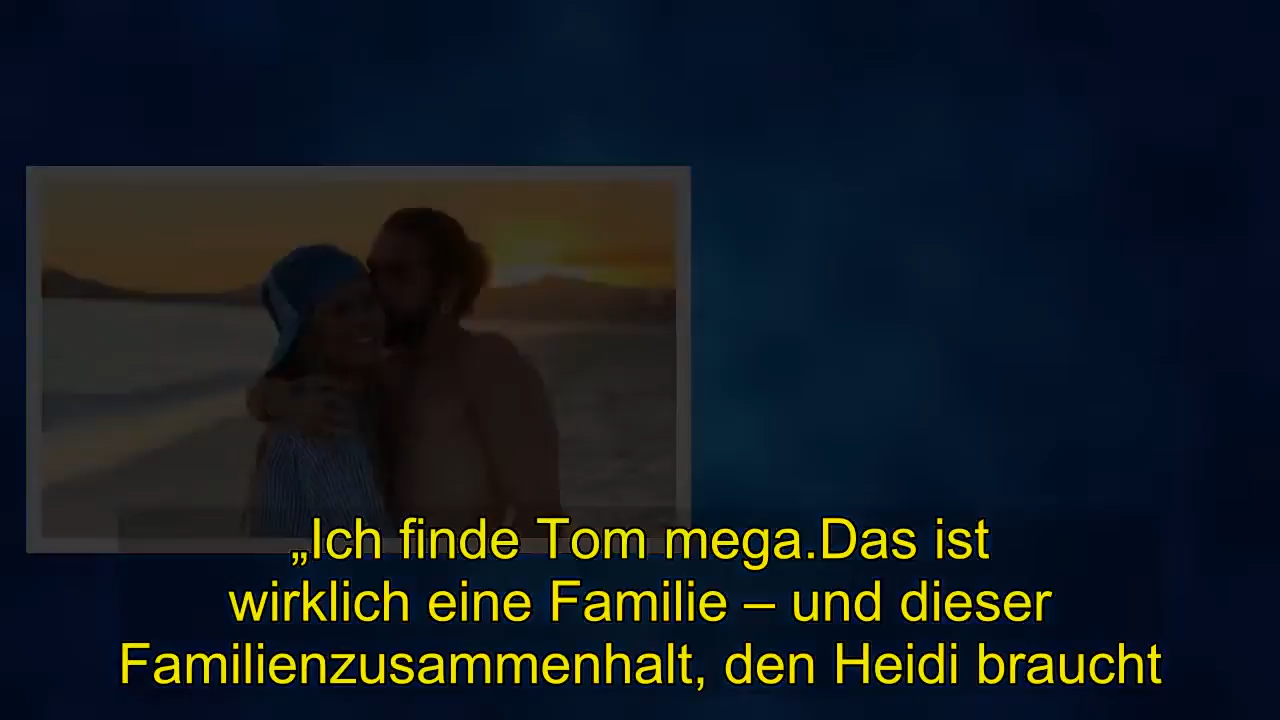 „Ich finde Tom mega.Das ist
wirklich eine Familie – und dieser
Familienzusammenhalt, den Heidi braucht